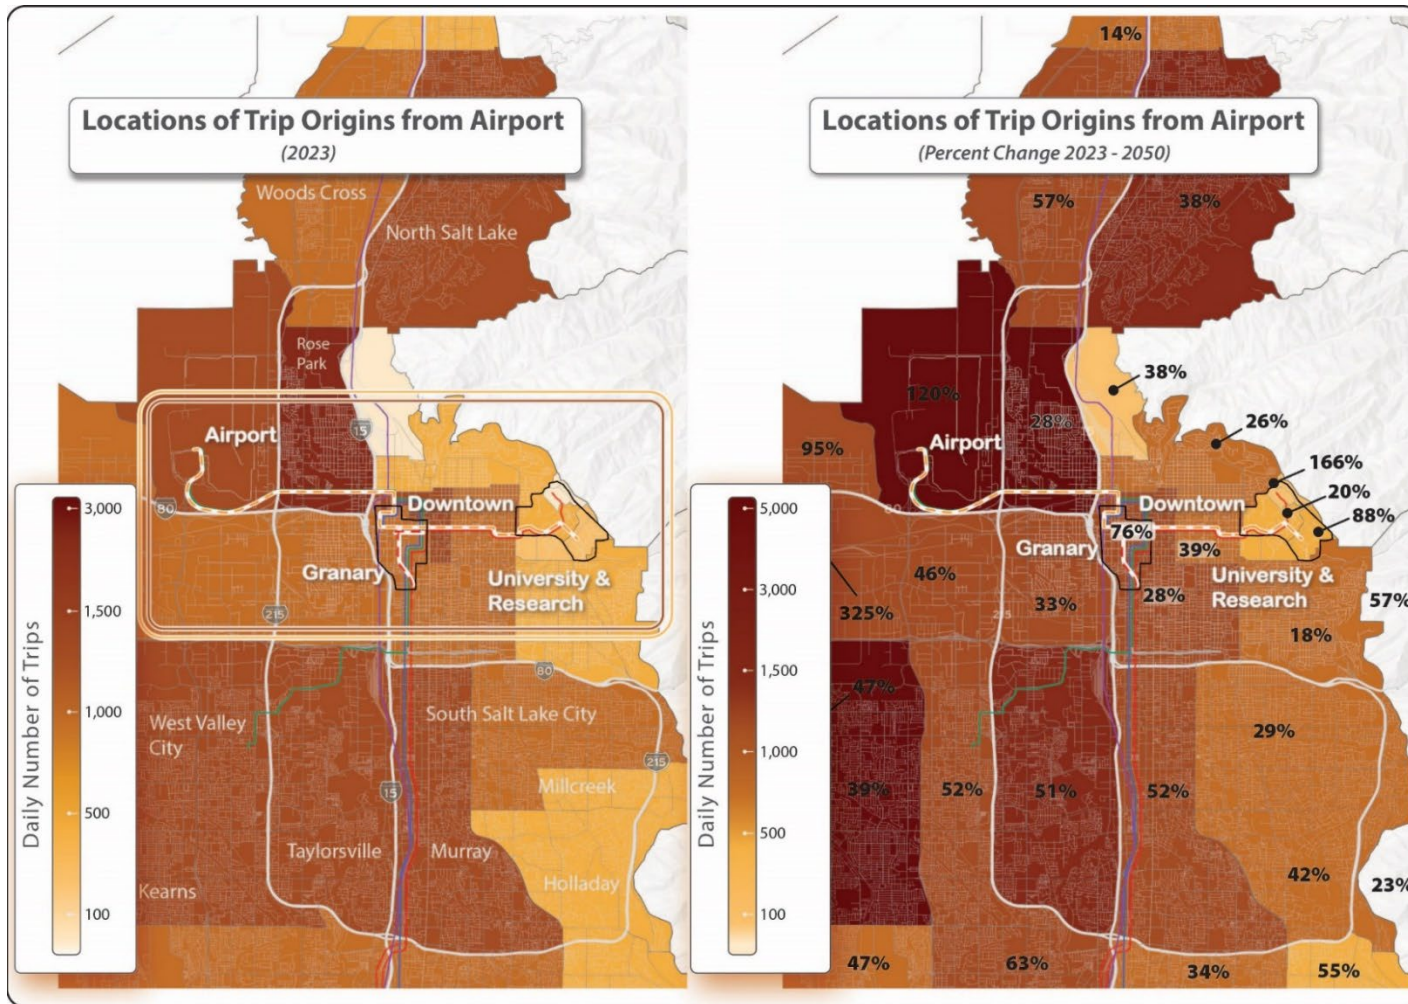 Locations of Trip Origins from Airport
(2023)
Woods Cross
North Salt Lake
Rose
Park
15
Airport
80
Downtown
Granary
University &
Research
215
80
West Valley
City
South Salt Lake City
215
15
Millcreek
Taylorsville
Murray
Kearns
Holladay
Daily Number of Trips
3,000
1,500
1,000
500
100
14%
Locations of Trip Origins from Airport
(Percent Change 2023 - 2050)
57%
38%
38%
120%
28%
26%
95%
Airport
166%
20%
88%
80
Downtown
76%
39%
Granary
University &
Research
46%
33%
28%
57%
325%
215
18%
47%
29%
39%
52%
51%
52%
42%
23%
47%
63%
34%
55%
Daily Number of Trips
5,000
3,000
1,500
1,000
500
100